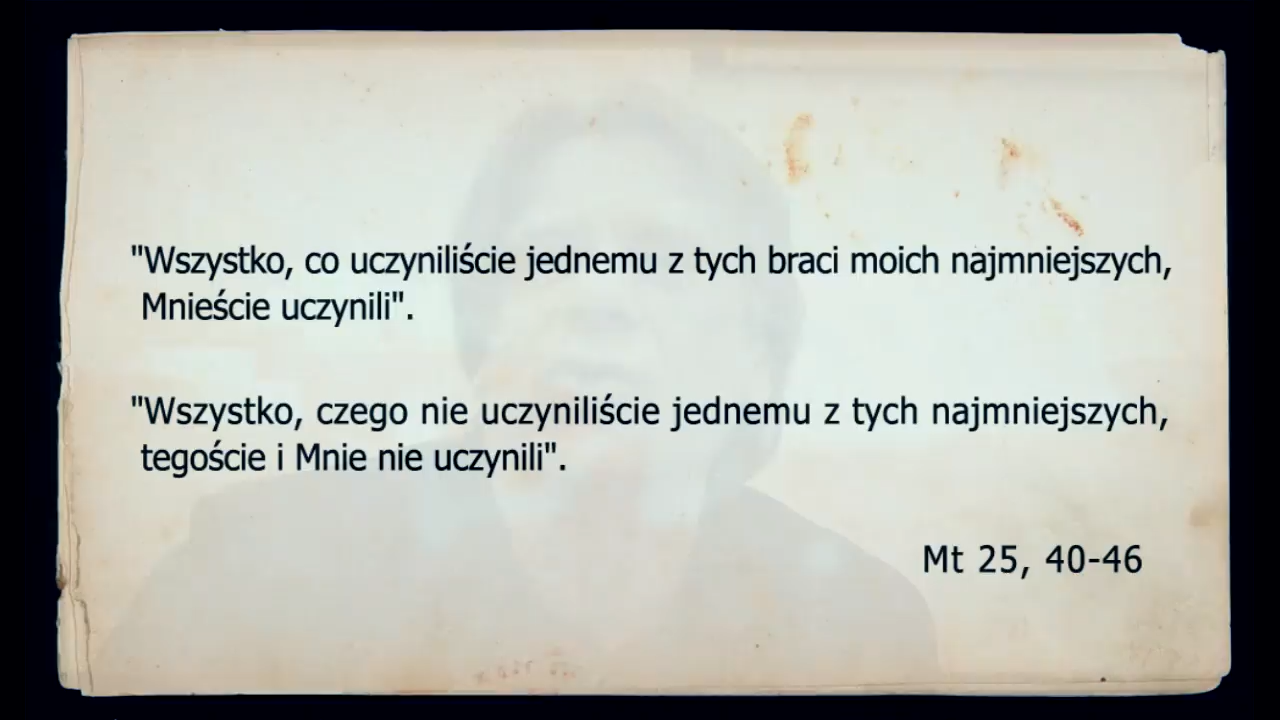 "Wszystko, co uczyniliście jednemu z tych braci moich najmniejszych,
Mnieście uczynili".
"Wszystko, czego nie uczyniliście jednemu z tych najmniejszych,
tegoście i Mnie nie uczynili".
Mt 25, 40-46